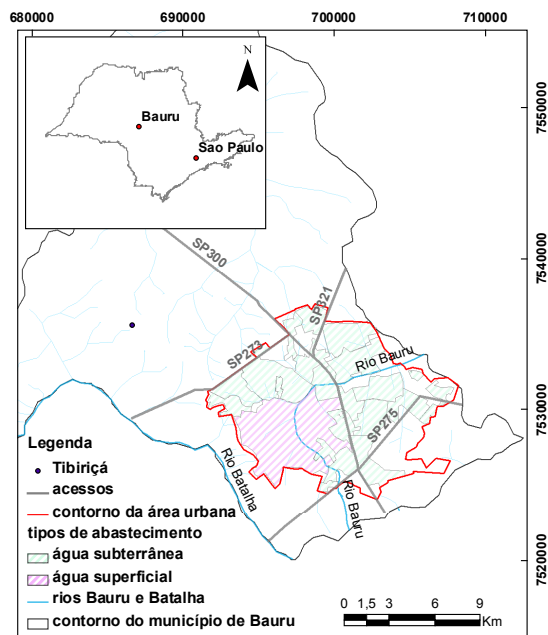 680000
690000
700000
710000
N
Bauru
Sao Paulo
7550000
SP300
7540000
SP321
SP273
Rio Bauru
7530000
SP275
Legenda
Tibiriçá
Rio Batalha
acessos
contorno da área urbana
Rio Bauru
tipos de abastecimento
água subterrânea
7520000
água superficial
rios Bauru e Batalha
0 1,5 3 6 9
Km
contorno do município de Bauru